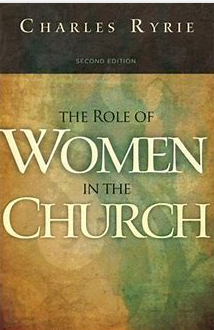 CHARLES RYRIE
SECOND EDITION
THE ROLE OF
WOMEN
IN THE
CHURCH